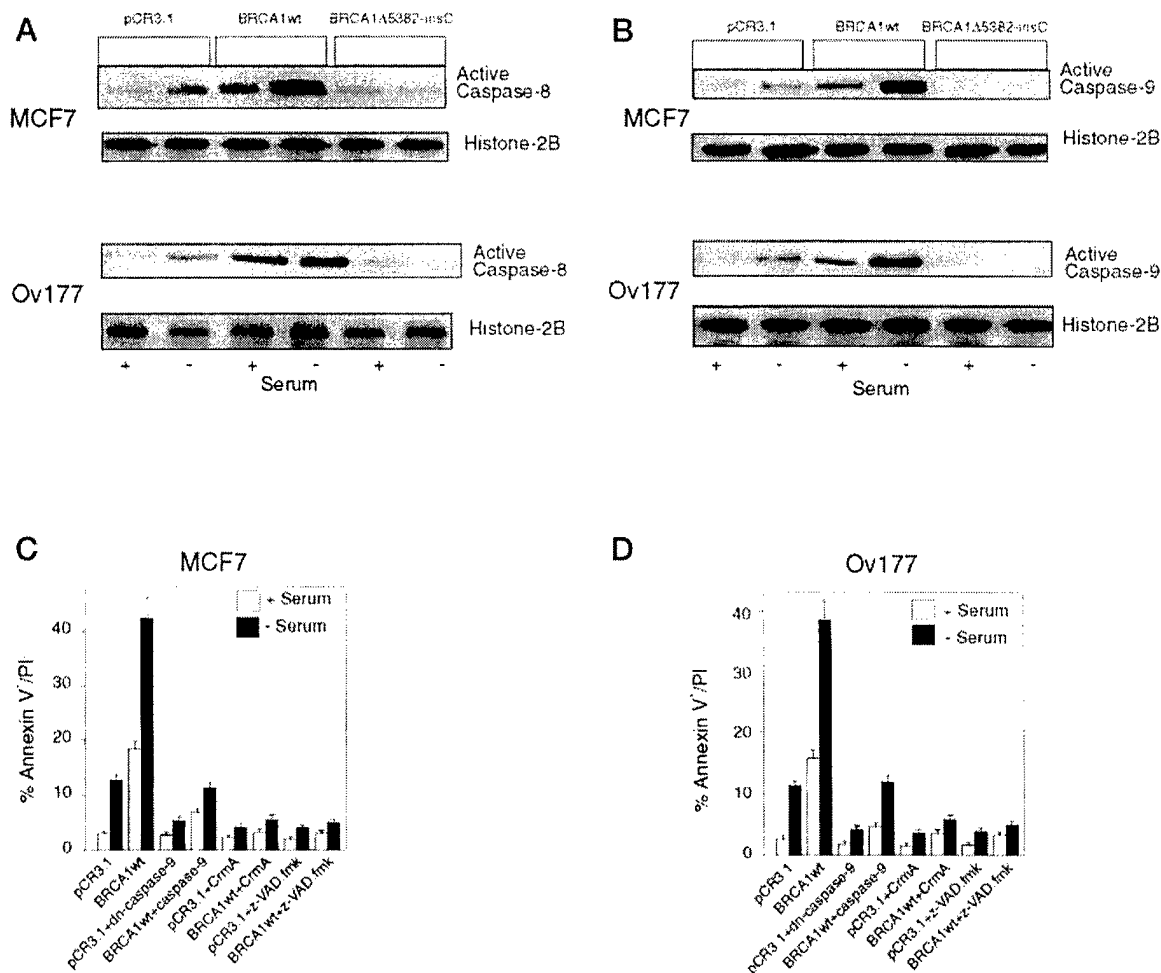 A
pCR3.1 BRCA1wt BRCA1Δ5382-insC
Active
Caspase-8
MCF7
Histone-2B
Active
Caspase-8
Ov177
Histone-2B
+ - + - + -
Serum
B
pCR3.1 BRCA1wt BRCA1Δ5382-insC
Active
Caspase-9
MCF7
Histone-2B
Active
Caspase-9
Ov177
Histone-2B
+ - + - + -
Serum
C
MCF7
+ Serum
- Serum
% Annexin V+/PI-
40
30
20
10
0
pCR3.1
BRCA1wt
pCR3.1+dn-caspase-9
BRCA1wt+caspase-9
pCR3.1+CrmA
BRCA1wt+CrmA
pCR3.1+z-VAD fmk
BRCA1wt+z-VAD fmk
D
Ov177
+ Serum
- Serum
% Annexin V+/PI-
40
30
20
10
0
pCR3 1
BRCA1wt
pCR3.1+dn-caspase-9
BRCA1wt+caspase-9
pCR3.1+CrmA
BRCA1wt+CrmA
pCR3.1+z-VAD fmk
BRCA1wt+z-VAD fmk